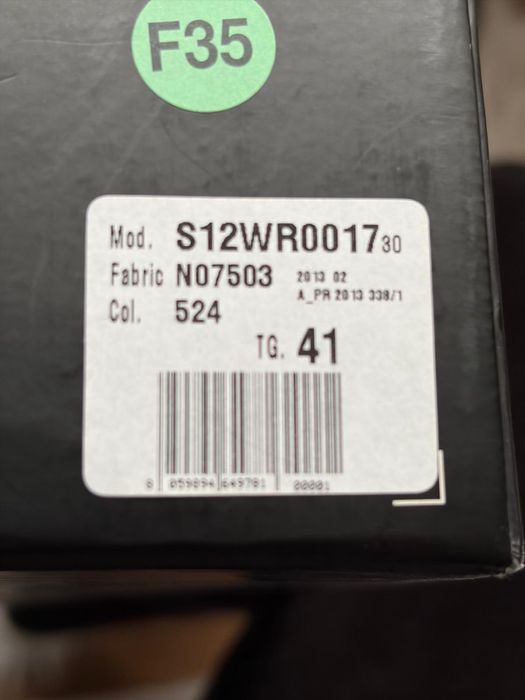 F35
Mod. S12WR0017 30
Fabric N07503 2013 02
A_PR 2013 338/1
Col. 524
TG. 41
8 059894 649781 00001